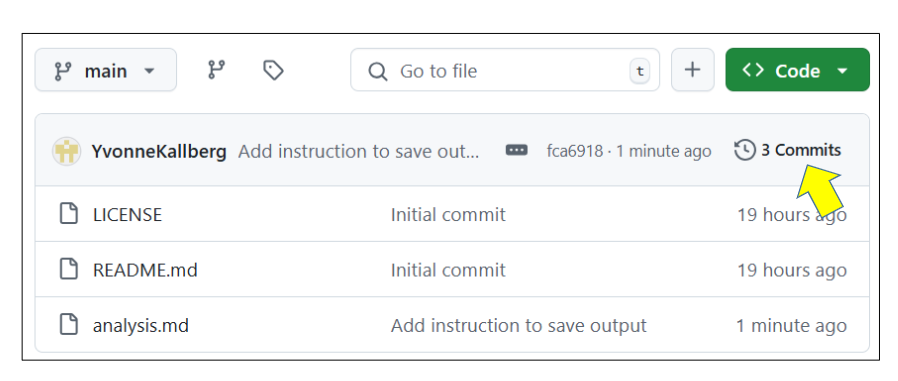 main Go to file t Code
YvonneKallberg Add instruction to save out... fca6918 · 1 minute ago 3 Commits
LICENSE Initial commit 19 hours ago
README.md Initial commit 19 hours ago
analysis.md Add instruction to save output 1 minute ago